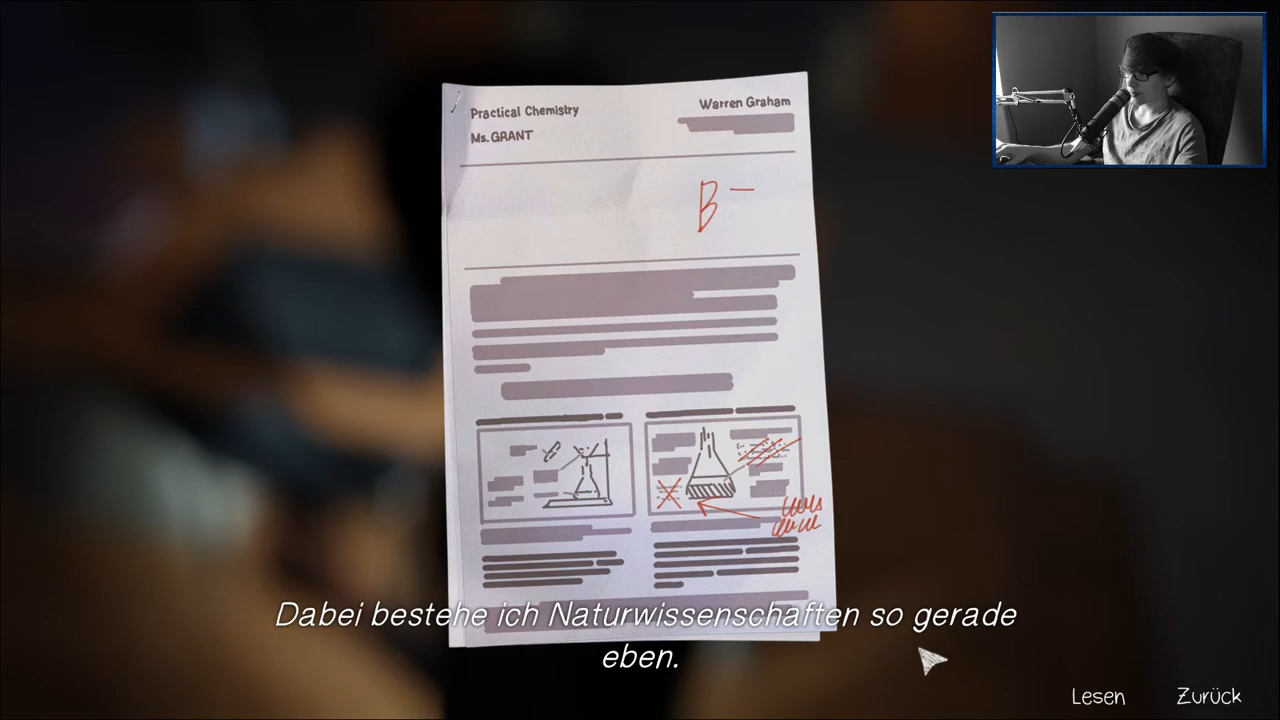 Practical Chemistry
Warren Graham
Ms. GRANT
B-
Dabei bestehe ich Naturwissenschaften so gerade
eben.
Lesen
Zurück